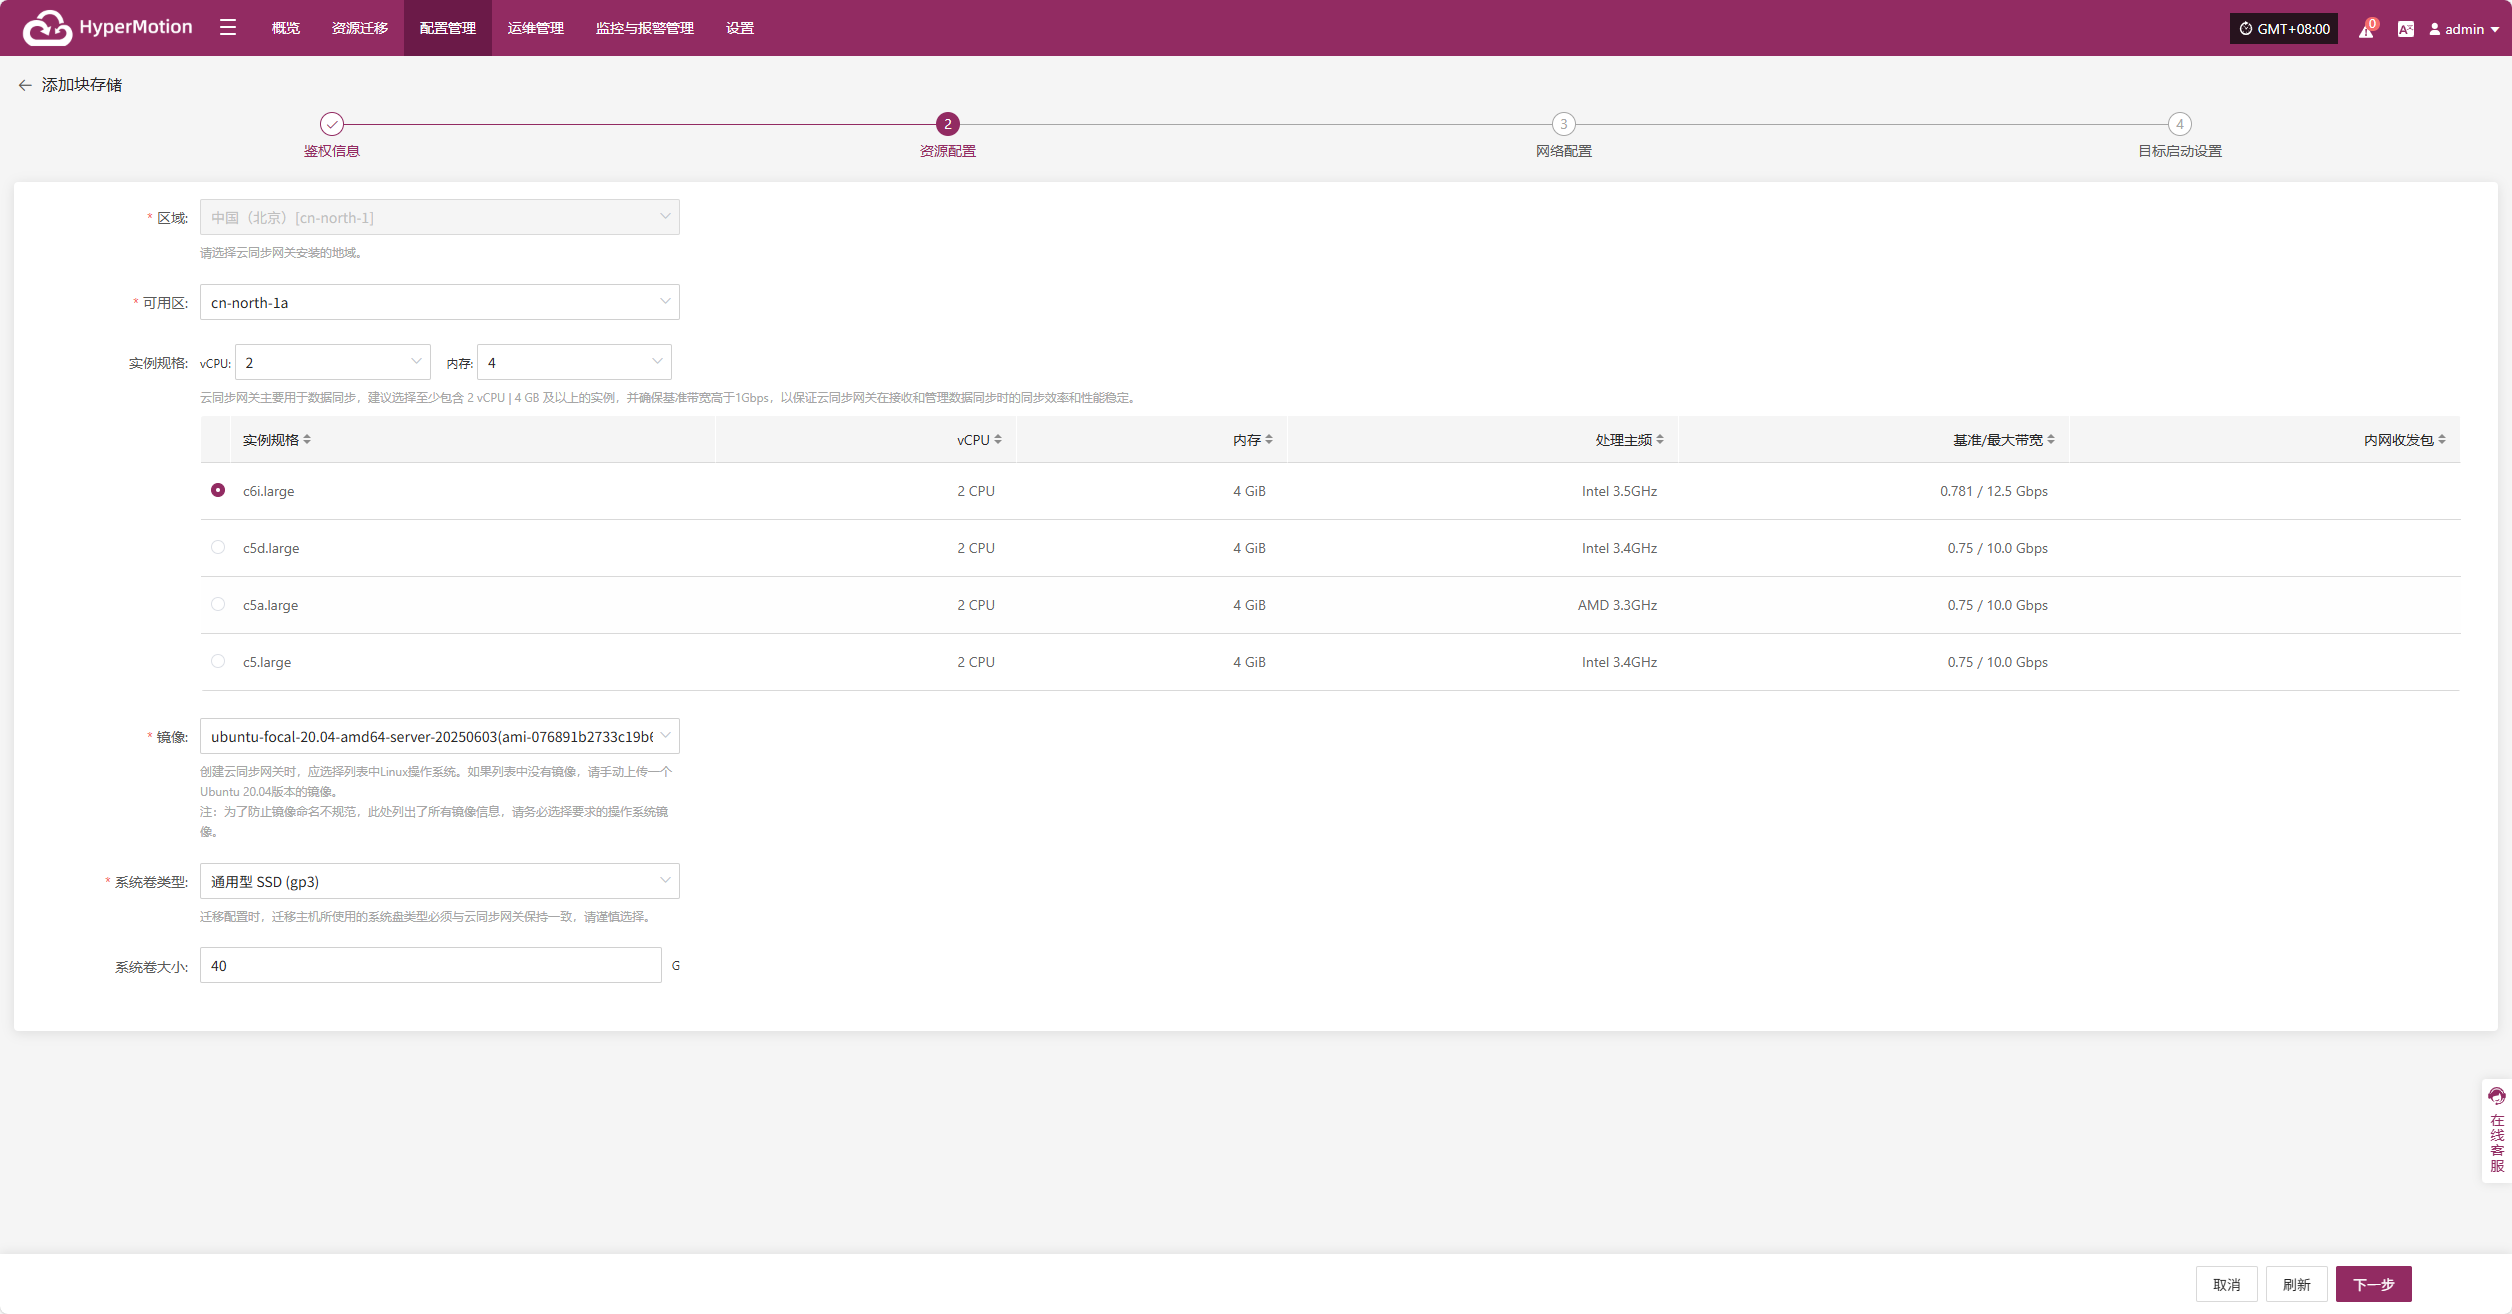 HyperMotion
概览
资源迁移
配置管理
运维管理
监控与报警管理
设置
GMT+08:00
0
admin
添加块存储
2
3
4
鉴权信息
资源配置
网络配置
目标启动设置
* 区域:
中国（北京）[cn-north-1]
请选择云同步网关安装的地域。
* 可用区:
cn-north-1a
实例规格: vCPU: 2 内存: 4
云同步网关主要用于数据同步，建议选择至少包含 2 vCPU | 4 GB 及以上的实例，并确保基准带宽高于1Gbps，以保证云同步网关在接收和管理数据同步时的同步效率和性能稳定。
实例规格 vCPU 内存 处理主频 基准/最大带宽 内网收发包
c6i.large 2 CPU 4 GiB Intel 3.5GHz 0.781 / 12.5 Gbps
c5d.large 2 CPU 4 GiB Intel 3.4GHz 0.75 / 10.0 Gbps
c5a.large 2 CPU 4 GiB AMD 3.3GHz 0.75 / 10.0 Gbps
c5.large 2 CPU 4 GiB Intel 3.4GHz 0.75 / 10.0 Gbps
* 镜像:
ubuntu-focal-20.04-amd64-server-20250603(ami-076891b2733c19b6
创建云同步网关时，应选择列表中Linux操作系统。如果列表中没有镜像，请手动上传一个
Ubuntu 20.04版本的镜像。
注：为了防止镜像命名不规范，此处列出了所有镜像信息，请务必选择要求的操作系统镜
像。
* 系统卷类型:
通用型 SSD (gp3)
迁移配置时，迁移主机所使用的系统盘类型必须与云同步网关保持一致，请谨慎选择。
系统卷大小:
40
G
在线客服
取消
刷新
下一步